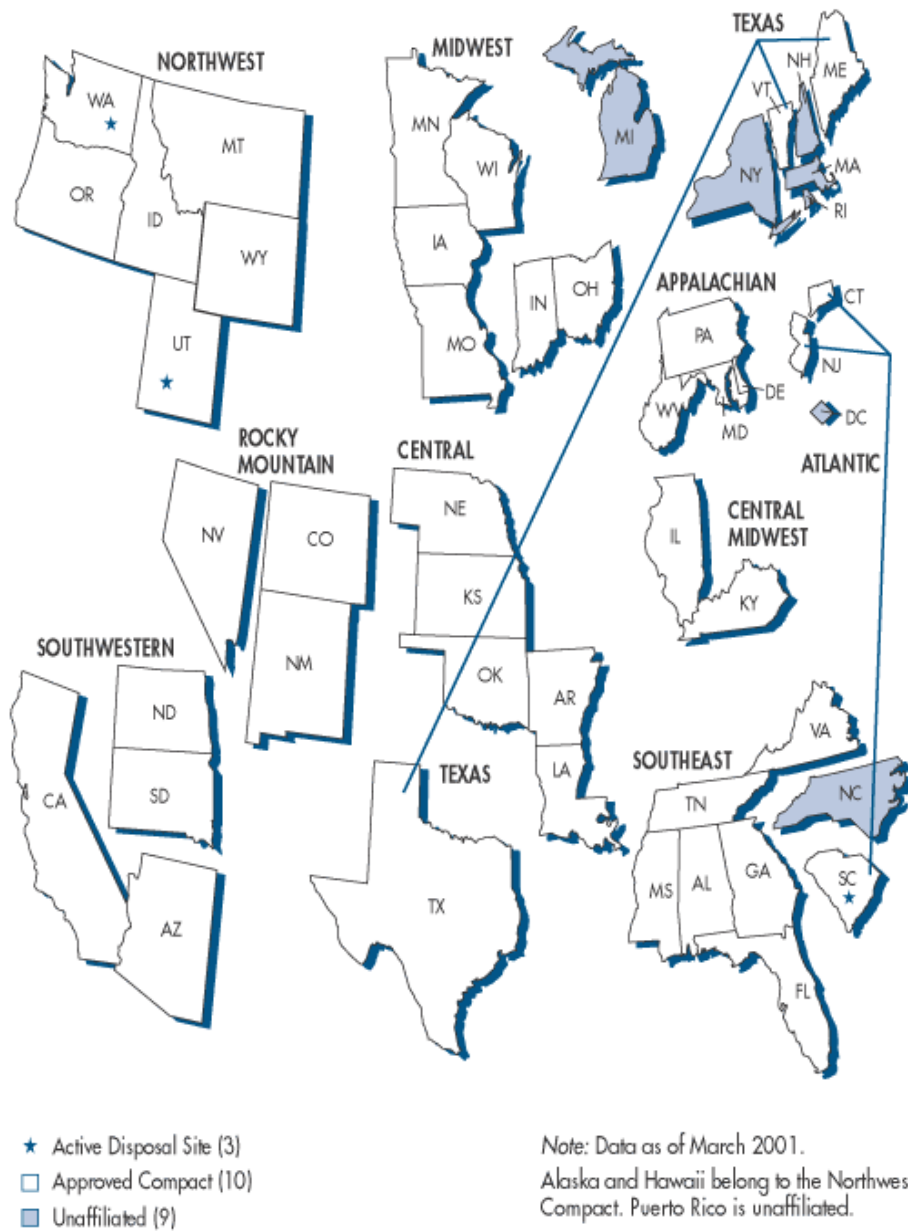 NORTHWEST
MIDWEST
TEXAS
WA
MT
OR
ID
WY
UT
MN
WI
IA
MO
IN
OH
MI
NH
ME
VT
NY
MA
RI
APPALACHIAN
PA
CT
NJ
DE
WV
MD
DC
ATLANTIC
ROCKY
MOUNTAIN
NV
CO
NM
CENTRAL
NE
KS
OK
AR
LA
CENTRAL
MIDWEST
IL
KY
SOUTHWESTERN
ND
SD
CA
AZ
TEXAS
TX
SOUTHEAST
VA
TN
NC
SC
MS
AL
GA
FL
Active Disposal Site (3)
Approved Compact (10)
Unaffiliated (9)
Note: Data as of March 2001.
Alaska and Hawaii belong to the Northwes
Compact. Puerto Rico is unaffiliated.